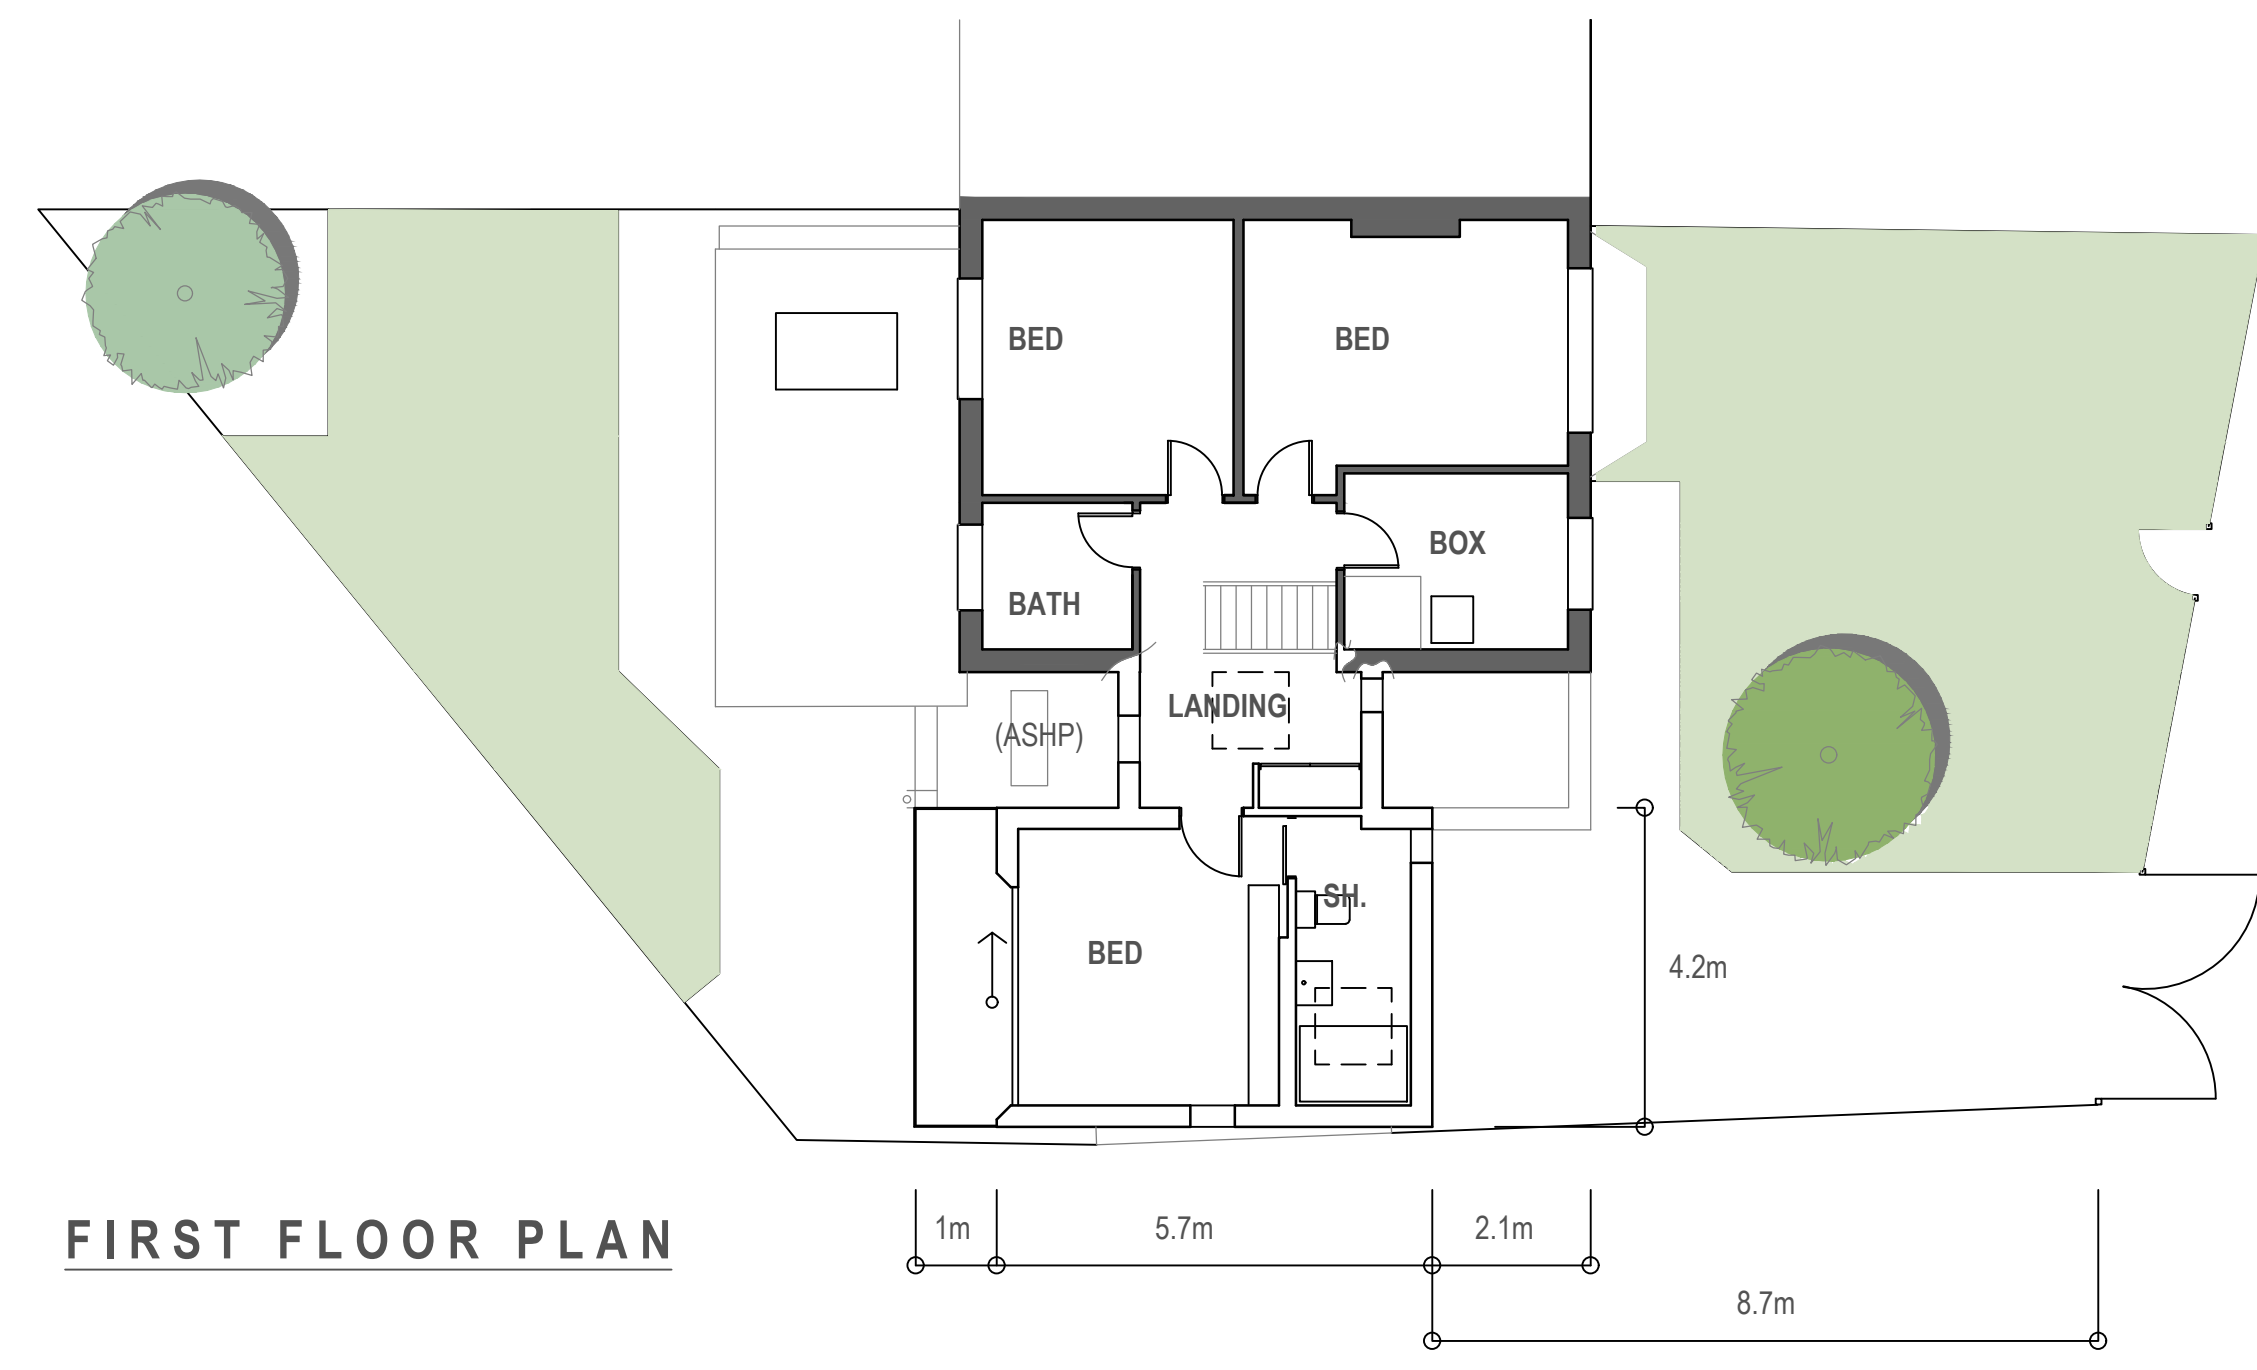 BED
BED
BOX
BATH
LANDING
(ASHP)
SH.
BED
4.2m
FIRST FLOOR PLAN
1m
5.7m
2.1m
8.7m